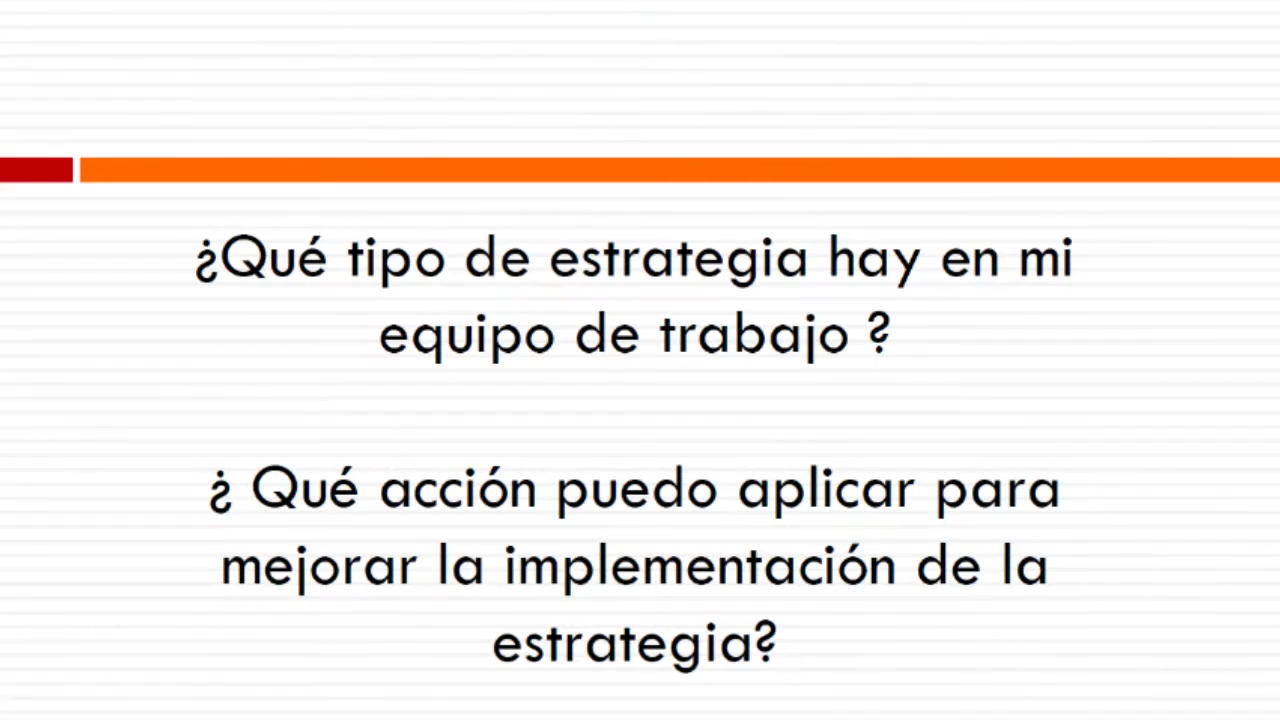 ¿Qué tipo de estrategia hay en mi
equipo de trabajo ?
¿ Qué acción puedo aplicar para
mejorar la implementación de la
estrategia?